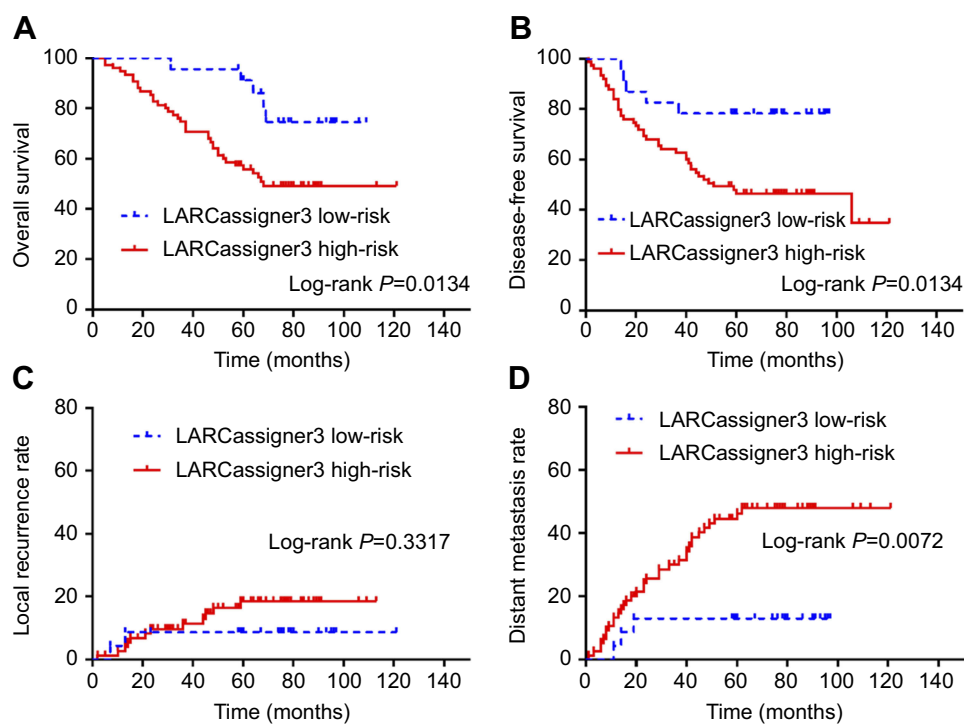 A
Overall survival
100
80
60
40
20
0
LARCassigner3 low-risk
LARCassigner3 high-risk
Log-rank P=0.0134
0 20 40 60 80 100 120 140
Time (months)
B
Disease-free survival
100
80
60
40
20
0
LARCassigner3 low-risk
LARCassigner3 high-risk
Log-rank P=0.0134
0 20 40 60 80 100 120 140
Time (months)
C
Local recurrence rate
80
60
40
20
0
LARCassigner3 low-risk
LARCassigner3 high-risk
Log-rank P=0.3317
0 20 40 60 80 100 120 140
Time (months)
D
Distant metastasis rate
80
60
40
20
0
LARCassigner3 low-risk
LARCassigner3 high-risk
Log-rank P=0.0072
0 20 40 60 80 100 120 140
Time (months)